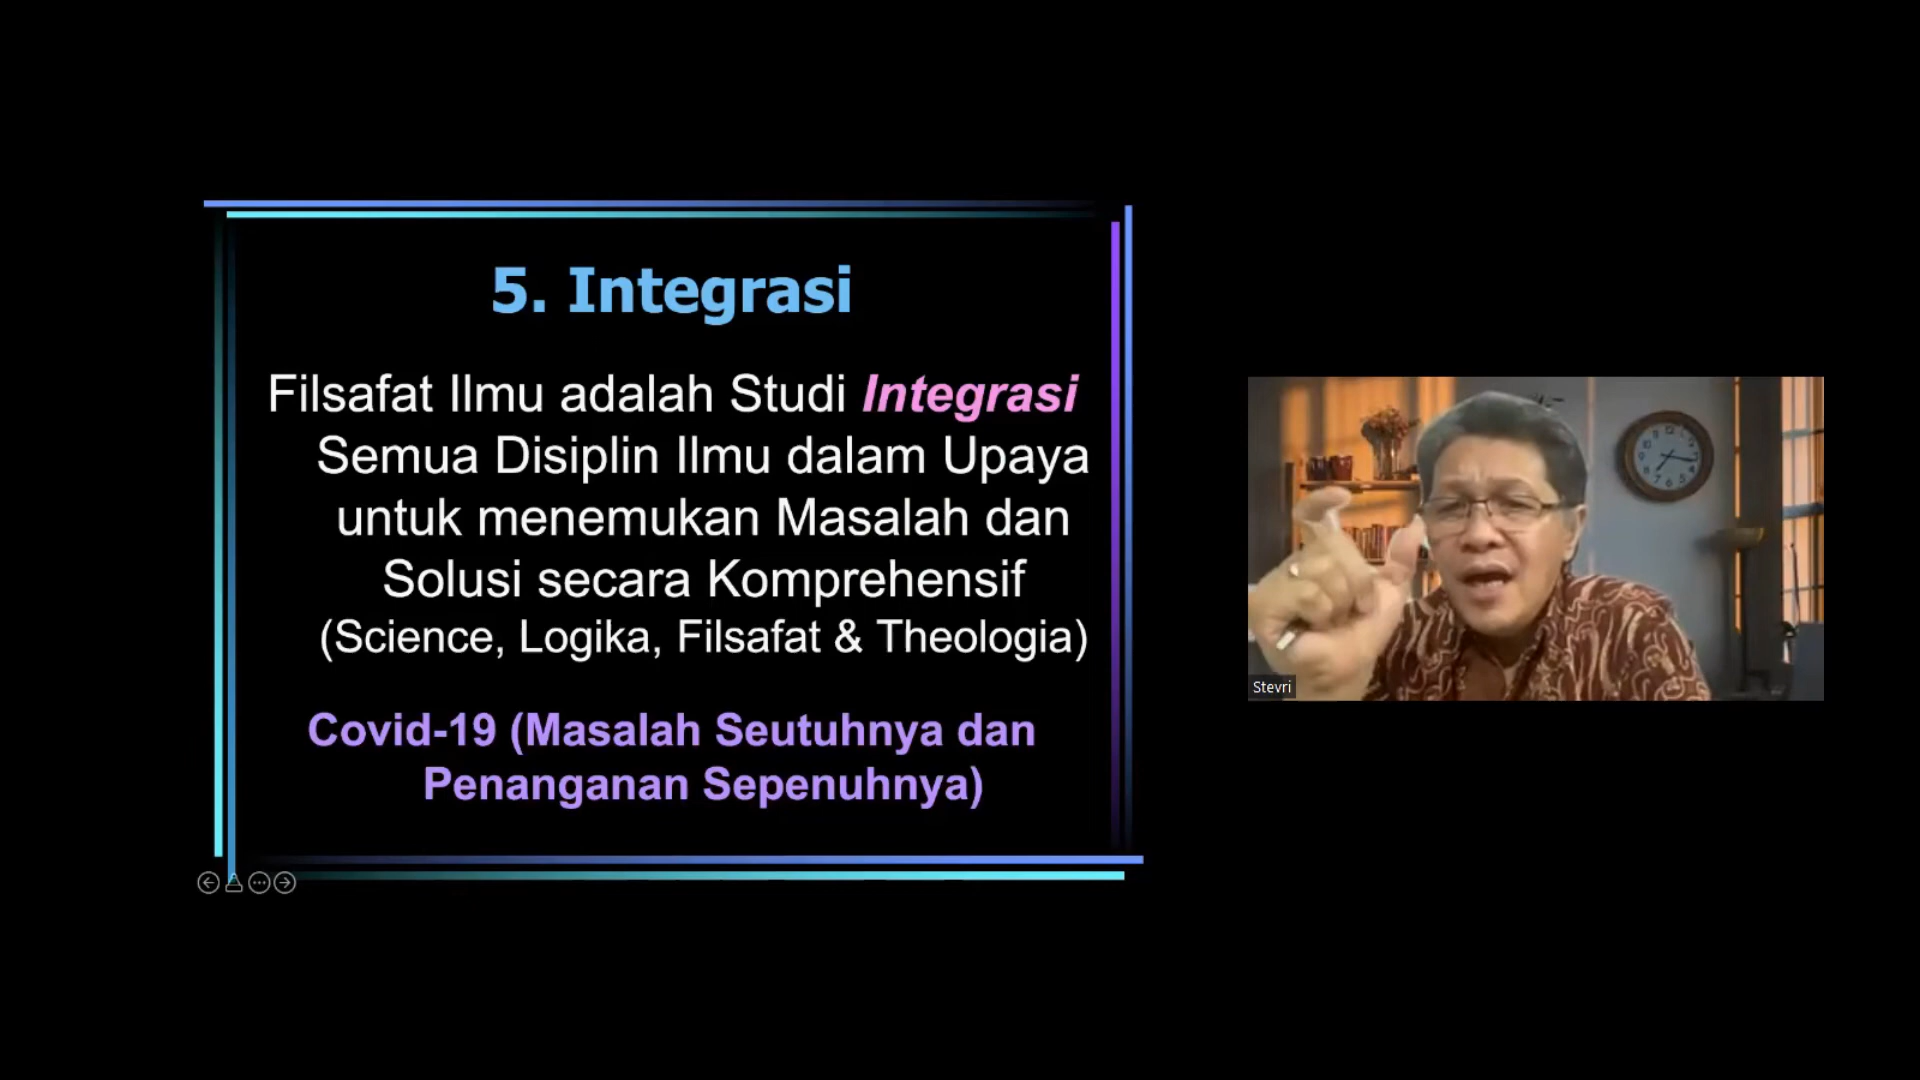 5. Integrasi
Filsafat Ilmu adalah Studi Integrasi
Semua Disiplin Ilmu dalam Upaya
untuk menemukan Masalah dan
Solusi secara Komprehensif
(Science, Logika, Filsafat & Theologia)
Covid-19 (Masalah Seutuhnya dan
Penanganan Sepenuhnya)
Stevri